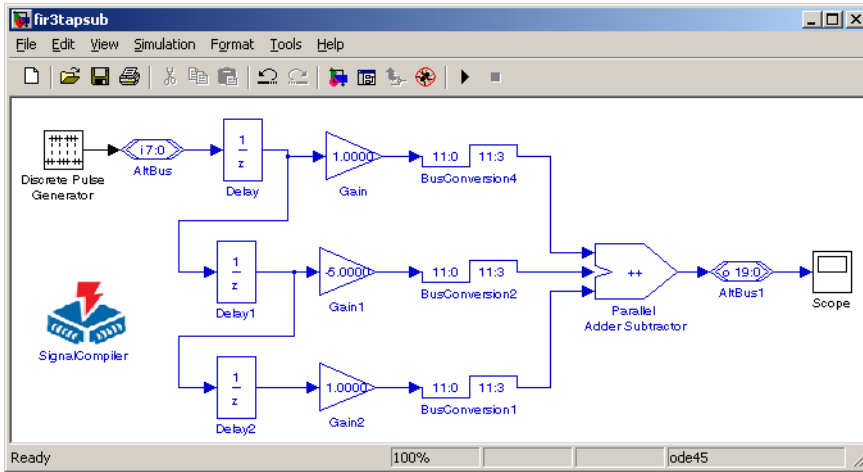 fir3tapsub
File Edit View Simulation Format Tools Help
Discrete Pulse
Generator
i 7:0
AltBus
1
z
Delay
1.0000
Gain
11:0 11:3
BusConversion4
SignalCompiler
1
z
Delay1
-5.0000
Gain1
11:0 11:3
BusConversion2
++
Parallel
Adder Subtractor
o 19:0
AltBus1
Scope
1
z
Delay2
1.0000
Gain2
11:0 11:3
BusConversion1
Ready 100% ode45